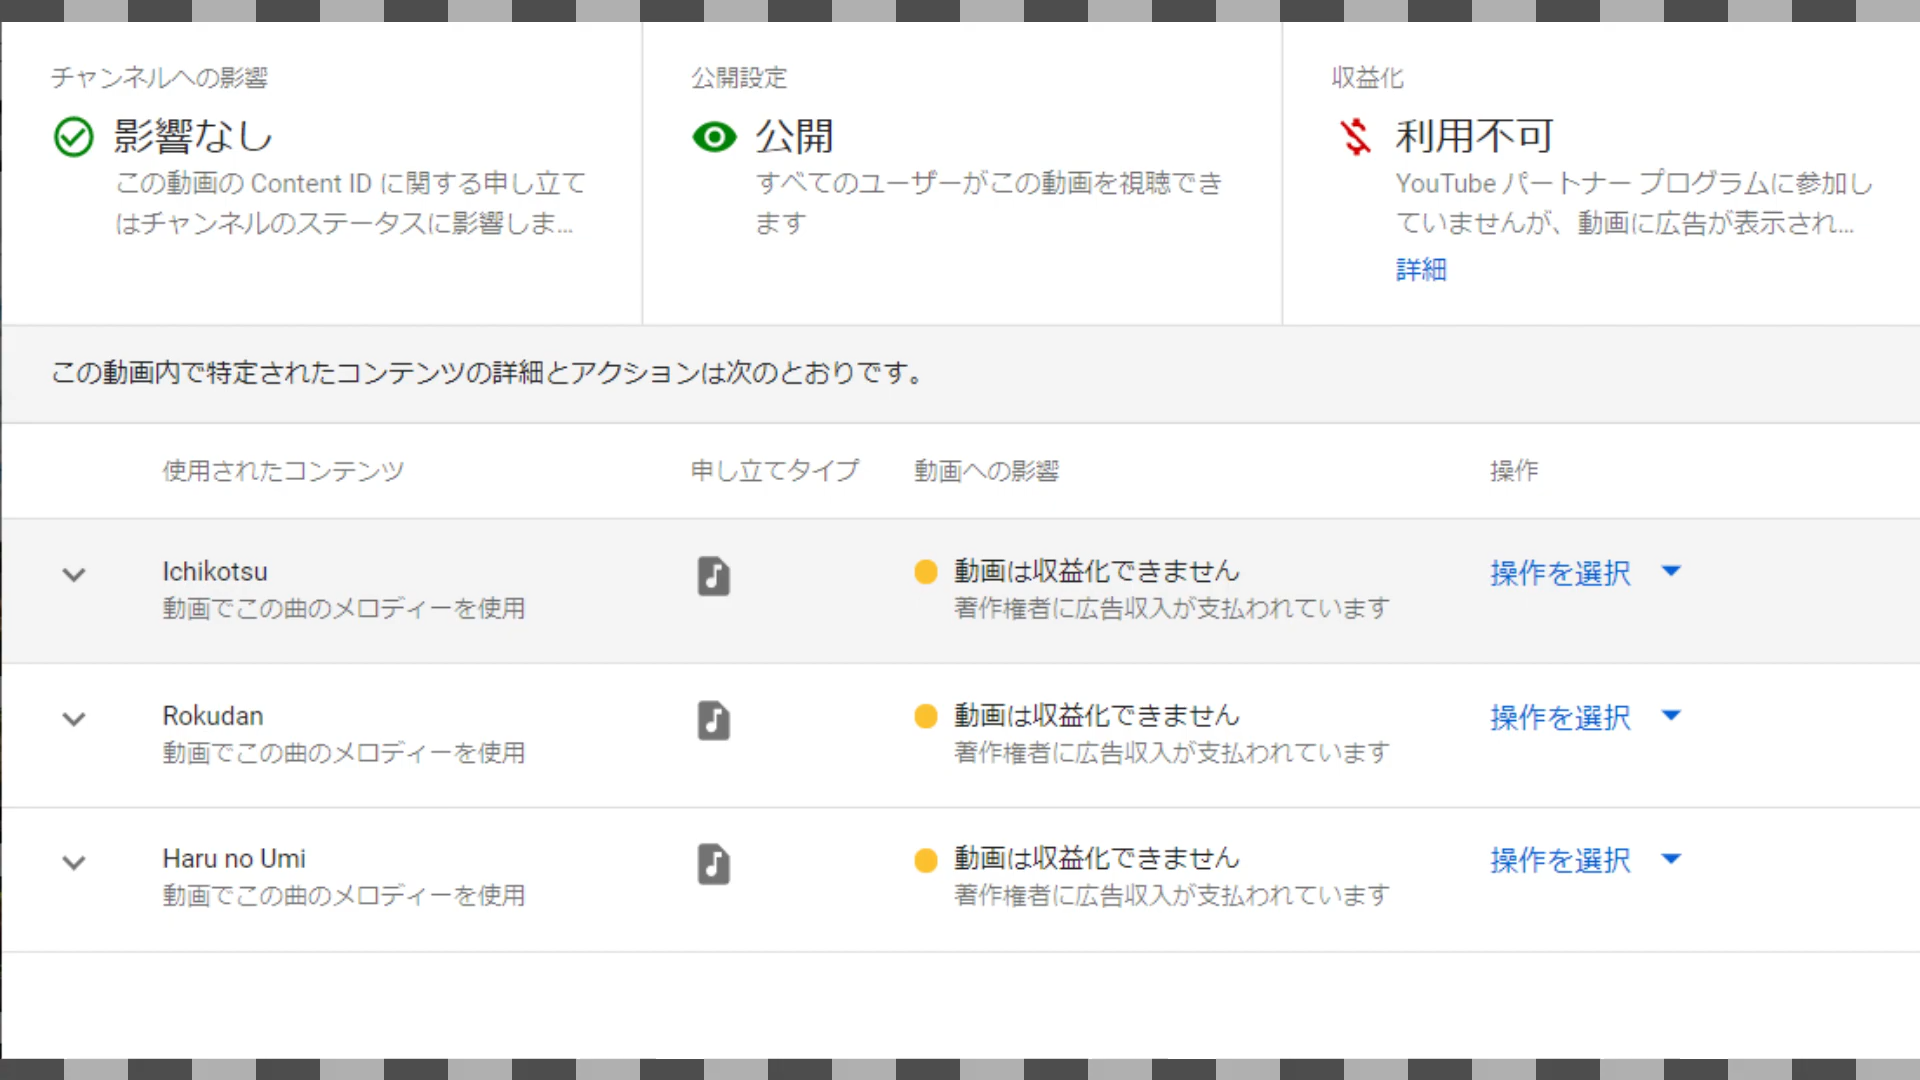 チャンネルへの影響
影響なし
この動画の Content ID に関する申し立て
はチャンネルのステータスに影響しま...
公開設定
公開
すべてのユーザーがこの動画を視聴でき
ます
収益化
利用不可
YouTube パートナー プログラムに参加し
ていませんが、動画に広告が表示され...
詳細
この動画内で特定されたコンテンツの詳細とアクションは次のとおりです。
使用されたコンテンツ
申し立てタイプ
動画への影響
操作
Ichikotsu
動画でこの曲のメロディーを使用
動画は収益化できません
著作権者に広告収入が支払われています
操作を選択
Rokudan
動画でこの曲のメロディーを使用
動画は収益化できません
著作権者に広告収入が支払われています
操作を選択
Haru no Umi
動画でこの曲のメロディーを使用
動画は収益化できません
著作権者に広告収入が支払われています
操作を選択